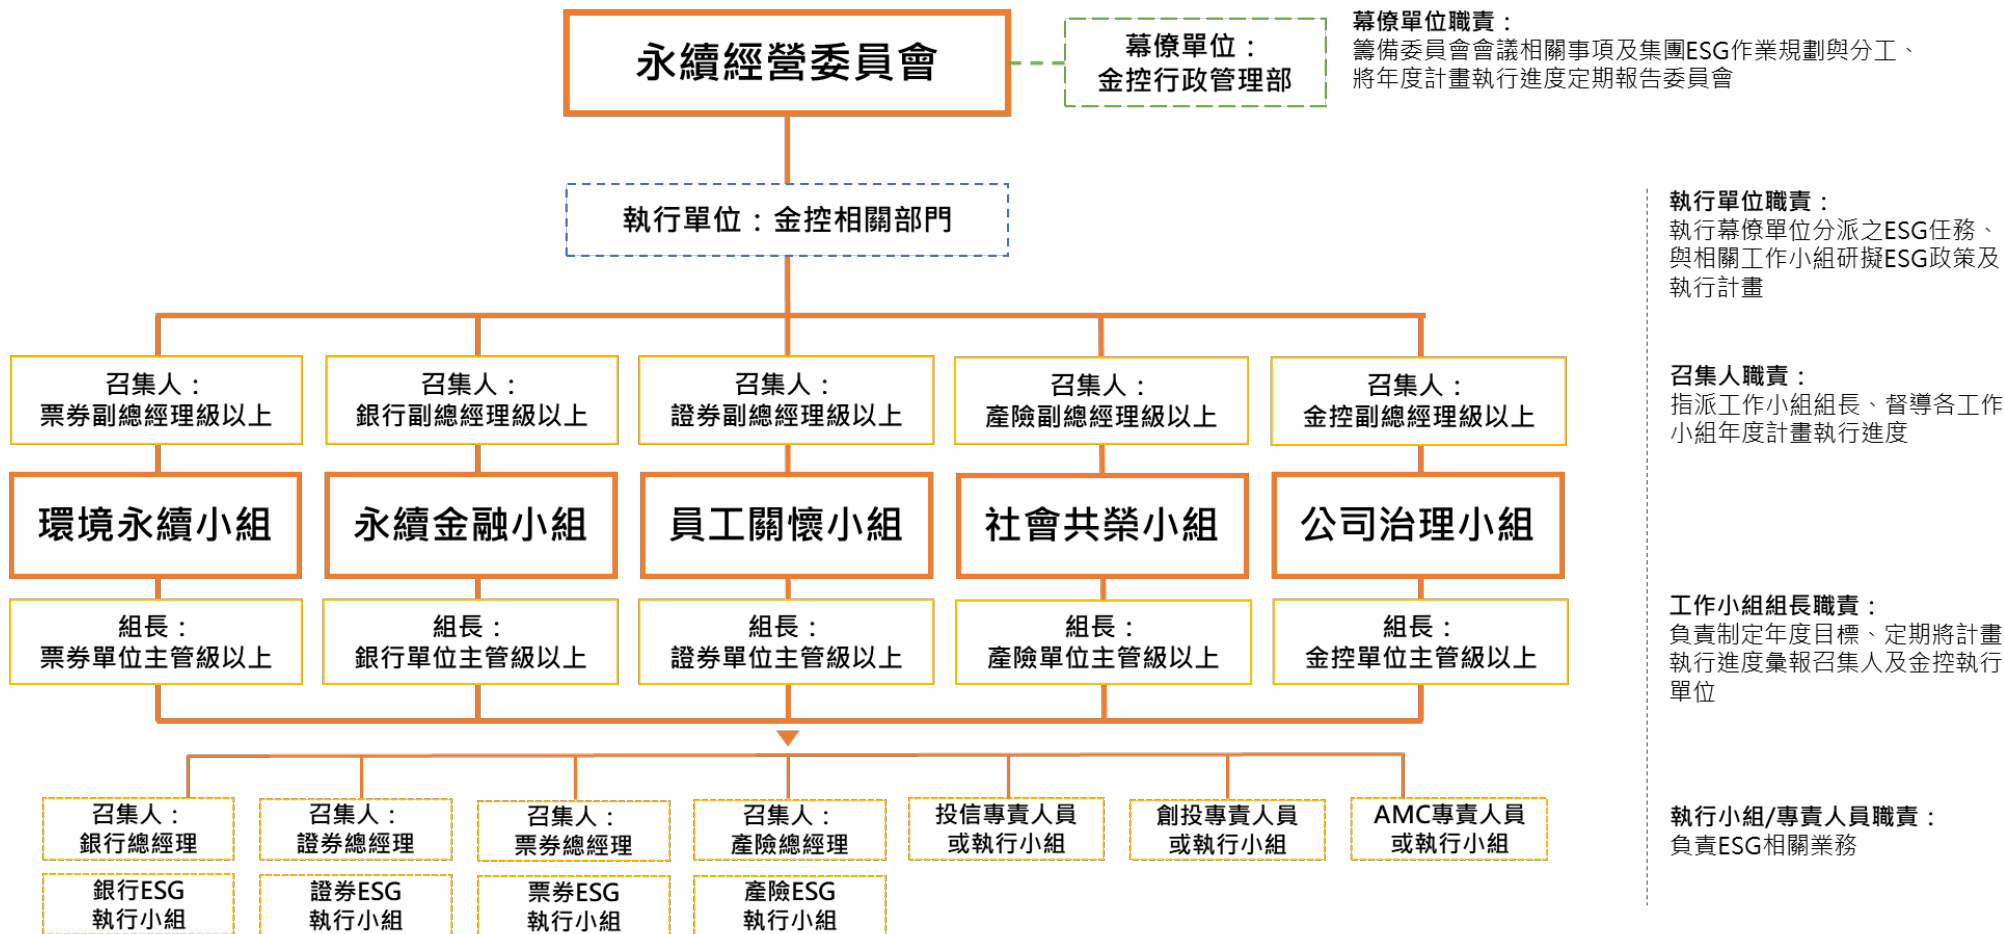 永續經營委員會
幕僚單位：
金控行政管理部
幕僚單位職責：
籌備委員會會議相關事項及集團ESG作業規劃與分工、
將年度計畫執行進度定期報告委員會
執行單位：金控相關部門
執行單位職責：
執行幕僚單位分派之ESG任務、
與相關工作小組研擬ESG政策及
執行計畫
召集人：
票券副總經理級以上
召集人：
銀行副總經理級以上
召集人：
證券副總經理級以上
召集人：
產險副總經理級以上
召集人：
金控副總經理級以上
召集人職責：
指派工作小組組長、督導各工作
小組年度計畫執行進度
環境永續小組
永續金融小組
員工關懷小組
社會共榮小組
公司治理小組
組長：
票券單位主管級以上
組長：
銀行單位主管級以上
組長：
證券單位主管級以上
組長：
產險單位主管級以上
組長：
金控單位主管級以上
工作小組組長職責：
負責制定年度目標、定期將計畫
執行進度彙報召集人及金控執行
單位
召集人：
銀行總經理
召集人：
證券總經理
召集人：
票券總經理
召集人：
產險總經理
投信專責人員
或執行小組
創投專責人員
或執行小組
AMC專責人員
或執行小組
執行小組/專責人員職責：
負責ESG相關業務
銀行ESG
執行小組
證券ESG
執行小組
票券ESG
執行小組
產險ESG
執行小組